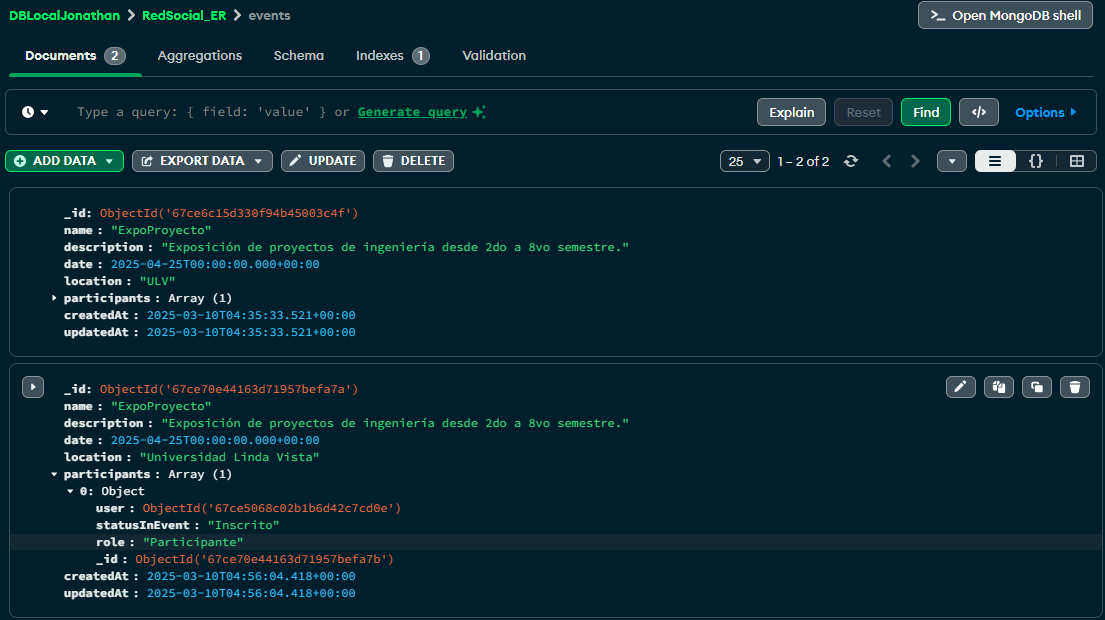 DBLocalJonathan > RedSocial_ER > events
>_ Open MongoDB shell
Documents 2 Aggregations Schema Indexes 1 Validation
Type a query: { field: 'value' } or Generate query
Explain Reset Find </> Options
ADD DATA EXPORT DATA UPDATE DELETE
25 1 – 2 of 2 {}
_id: ObjectId('67ce6c15d330f94b45003c4f')
name : "ExpoProyecto"
description : "Exposición de proyectos de ingeniería desde 2do a 8vo semestre."
date : 2025-04-25T00:00:00.000+00:00
location : "ULV"
participants : Array (1)
createdAt : 2025-03-10T04:35:33.521+00:00
updatedAt : 2025-03-10T04:35:33.521+00:00
_id: ObjectId('67ce70e44163d71957befa7a')
name : "ExpoProyecto"
description : "Exposición de proyectos de ingeniería desde 2do a 8vo semestre."
date : 2025-04-25T00:00:00.000+00:00
location : "Universidad Linda Vista"
participants : Array (1)
0: Object
user : ObjectId('67ce5068c02b1b6d42c7cd0e')
statusInEvent : "Inscrito"
role : "Participante"
_id : ObjectId('67ce70e44163d71957befa7b')
createdAt : 2025-03-10T04:56:04.418+00:00
updatedAt : 2025-03-10T04:56:04.418+00:00